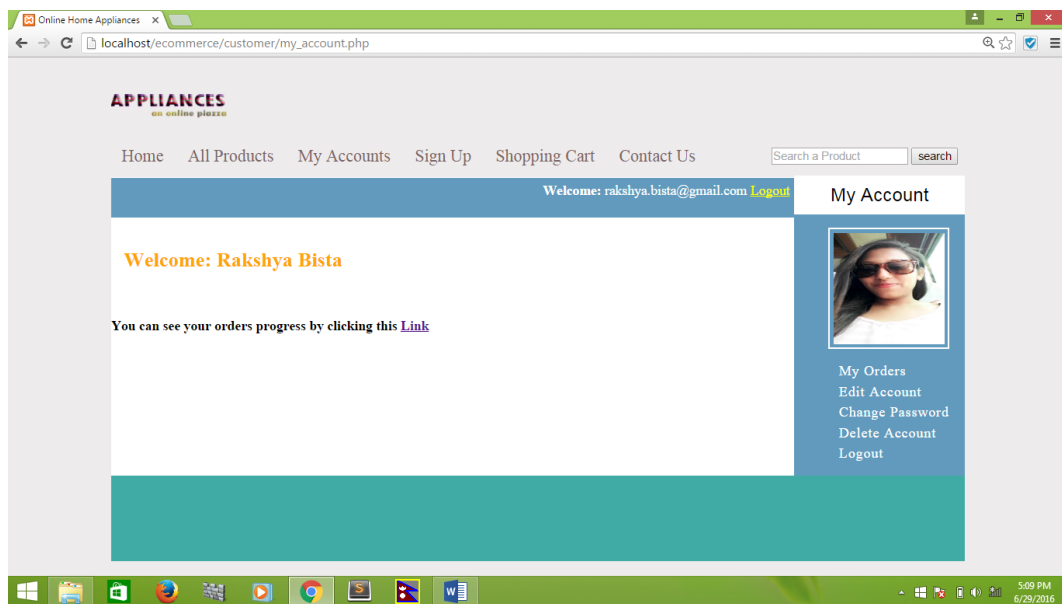 Online Home Appliances
localhost/ecommerce/customer/my_account.php
APPLIANCES
an online piazza
Home All Products My Accounts Sign Up Shopping Cart Contact Us Search a Product search
Welcome: rakshya.bista@gmail.com Logout
My Account
Welcome: Rakshya Bista
You can see your orders progress by clicking this Link
My Orders
Edit Account
Change Password
Delete Account
Logout
5:09 PM
6/29/2016